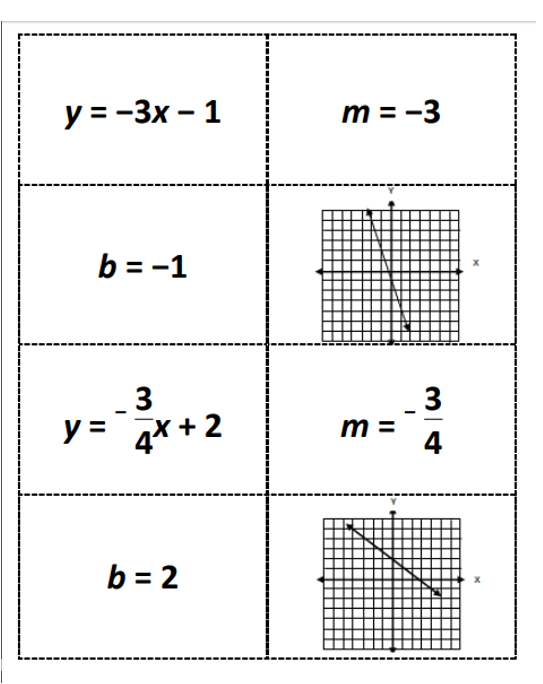 y = −3x − 1
m = −3
b = −1
Y
X
y = -3/4x + 2
m = -3/4
b = 2
Y
X